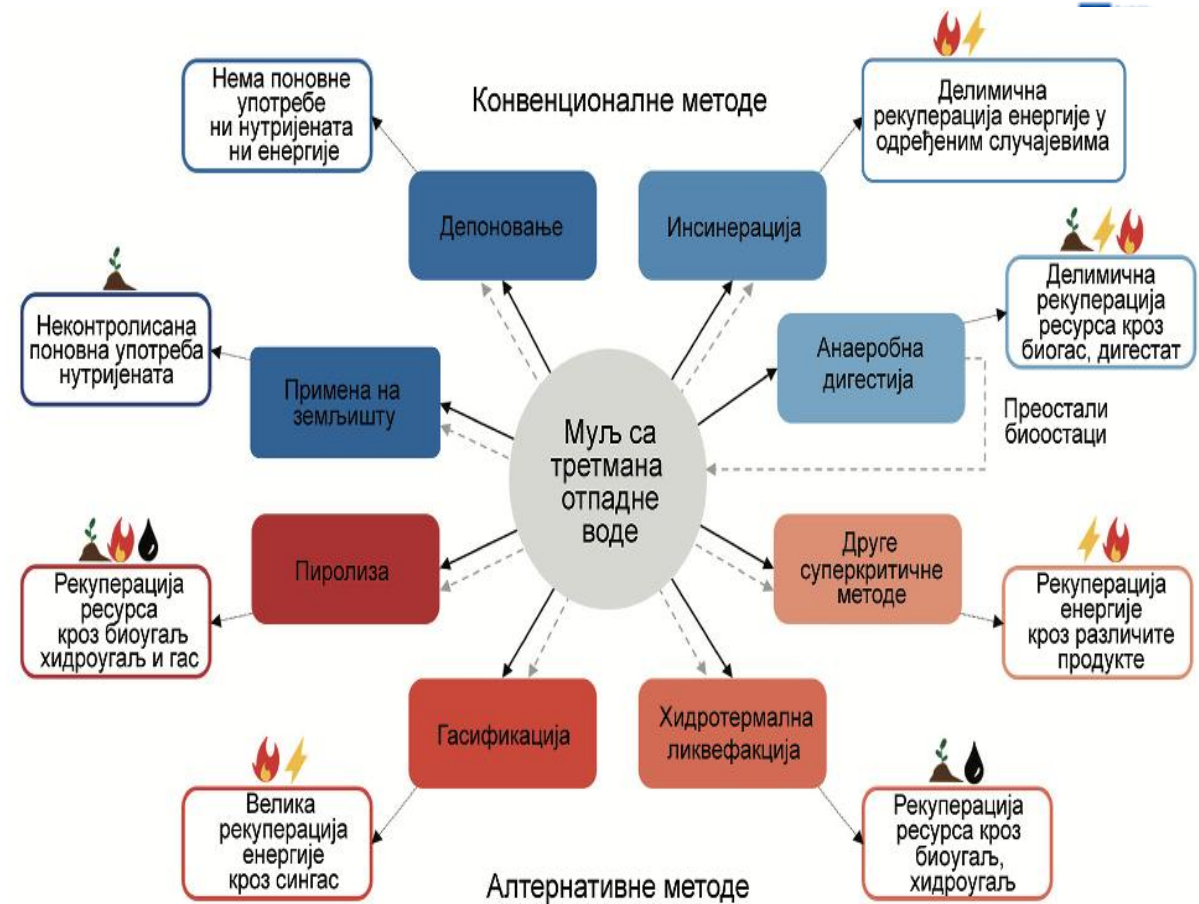 Конвенционалне методе
Нема поновне
употребе
ни нутријената
ни енергије
Депоновање
Инсинерација
Делимична
рекуперација енергије у
одређеним случајевима
Неконтролисана
поновна употреба
нутријената
Примена на
земљишту
Анаеробна
дигестија
Делимична
рекуперација
ресурса кроз
биогас, дигестат
Преостали
биоостаци
Муљ са
третмана
отпадне
воде
Рекуперација
ресурса
кроз биоугаљ
хидроугаљ и гас
Пиролиза
Друге
суперкритичне
методе
Рекуперација
енергије
кроз различите
продукте
Гасификација
Хидротермална
ликвефакција
Велика
рекуперација
енергије
кроз сингас
Рекуперација
ресурса кроз
биоугаљ,
хидроугаљ
Алтернативне методе